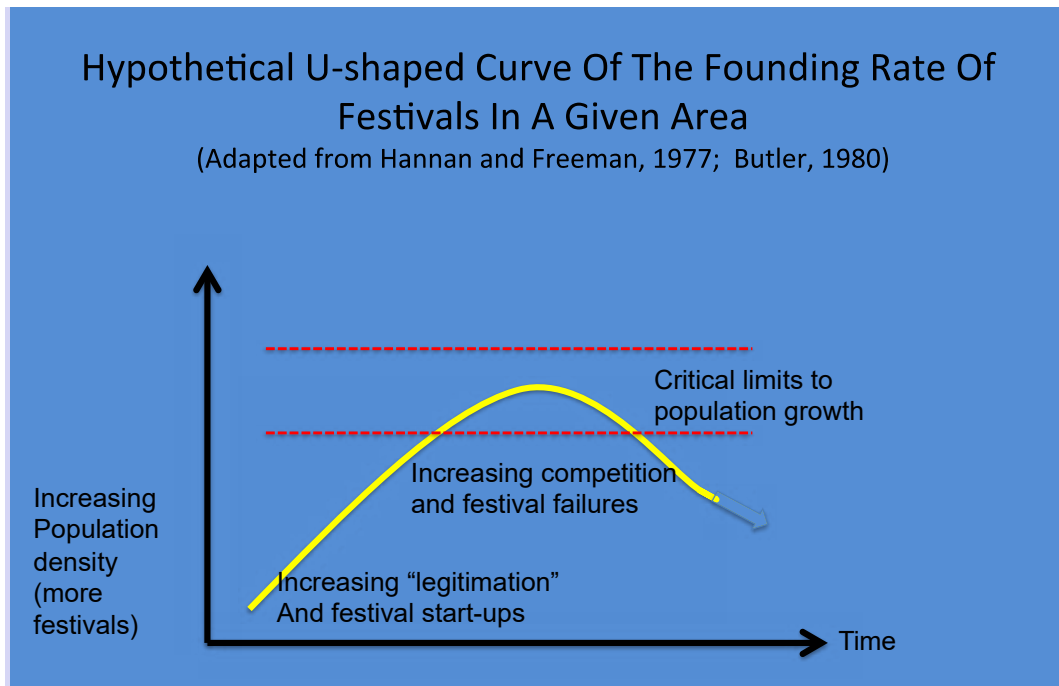 Hypothetical U-shaped Curve Of The Founding Rate Of
Festivals In A Given Area
(Adapted from Hannan and Freeman, 1977;  Butler, 1980)
Critical limits to
population growth
Increasing competition
and festival failures
Increasing
Population
density
(more
festivals)
Increasing “legitimation”
And festival start-ups
Time